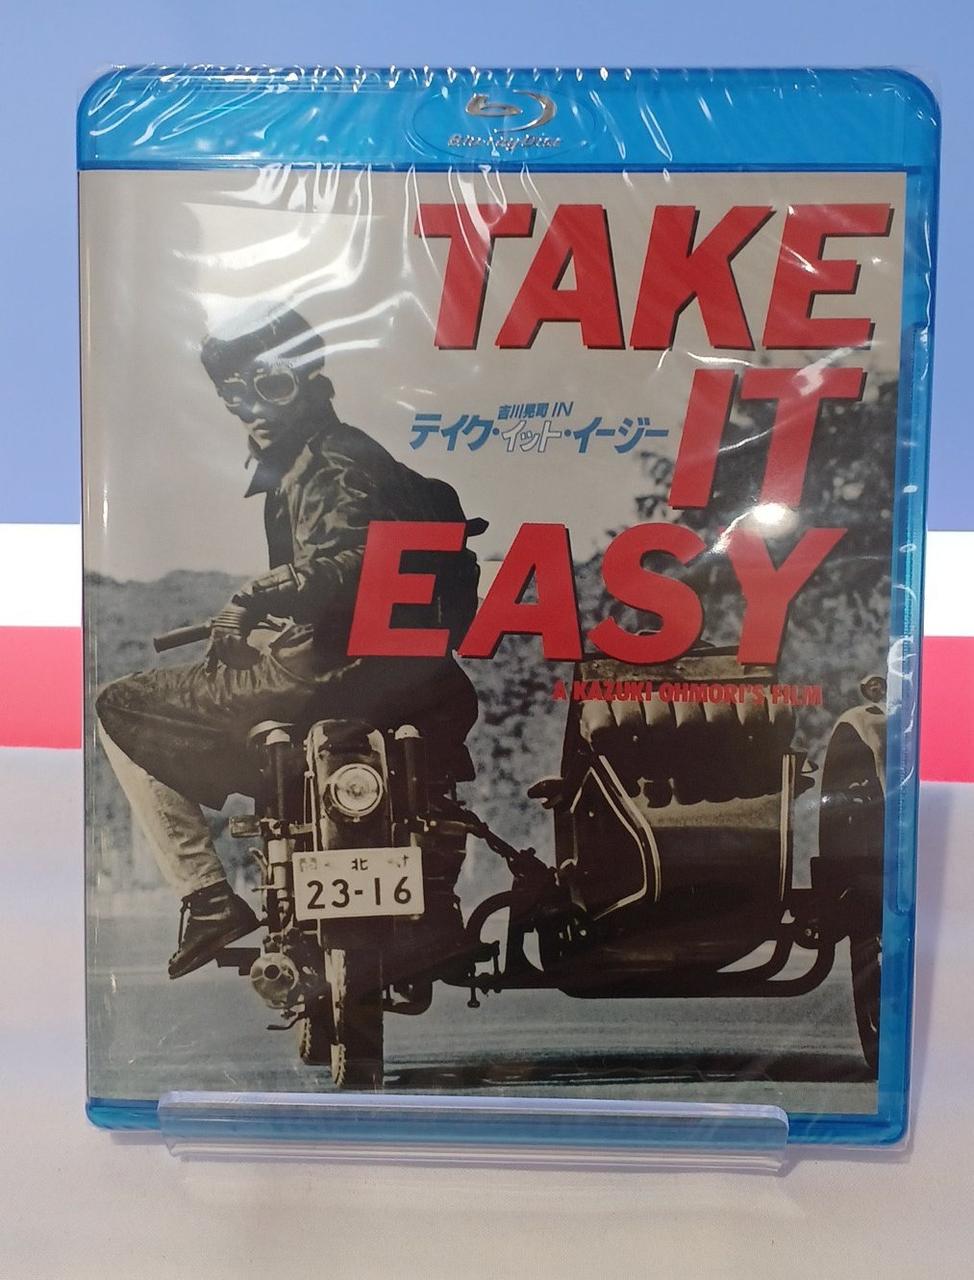 Blu-ray Disc
TAKE
吉川晃司 IN
テイク・イット・イージー
IT
EASY
A KAZUKI OHMORI'S FILM
北
23-16